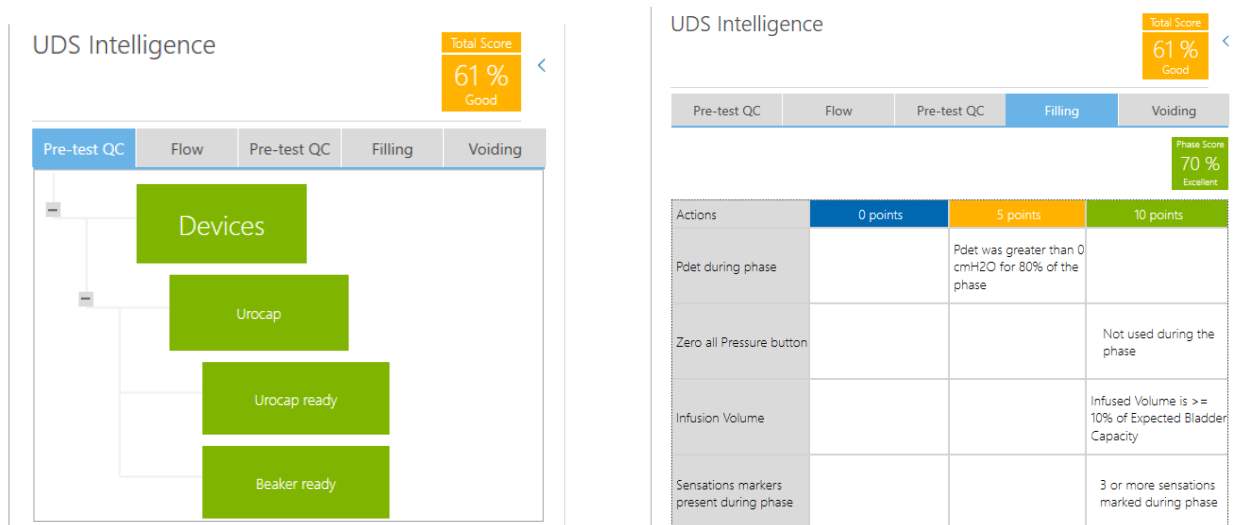 UDS Intelligence
Total Score
61 %
Good
Pre-test QC
Flow
Pre-test QC
Filling
Voiding
Devices
Urocap
Urocap ready
Beaker ready
UDS Intelligence
Total Score
61 %
Good
Pre-test QC
Flow
Pre-test QC
Filling
Voiding
Phase Score
70 %
Excellent
Actions
0 points
5 points
10 points
Pdet during phase
Pdet was greater than 0
cmH2O for 80% of the
phase
Zero all Pressure button
Not used during the
phase
Infusion Volume
Infused Volume is >=
10% of Expected Bladder
Capacity
Sensations markers
present during phase
3 or more sensations
marked during phase